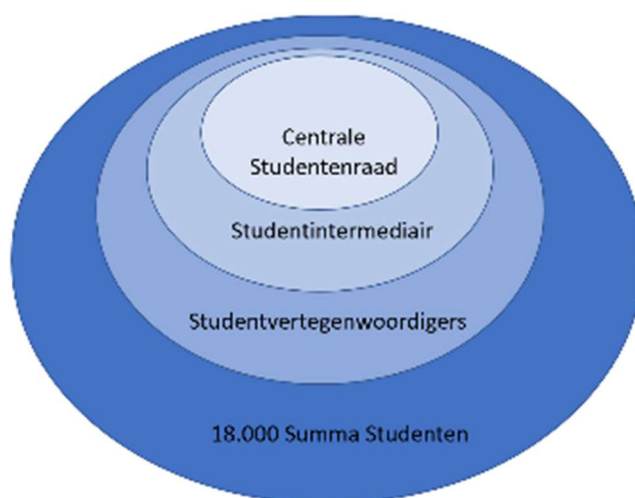 Centrale
Studentenraad
Studentintermediair
Studentvertegenwoordigers
18.000 Summa Studenten